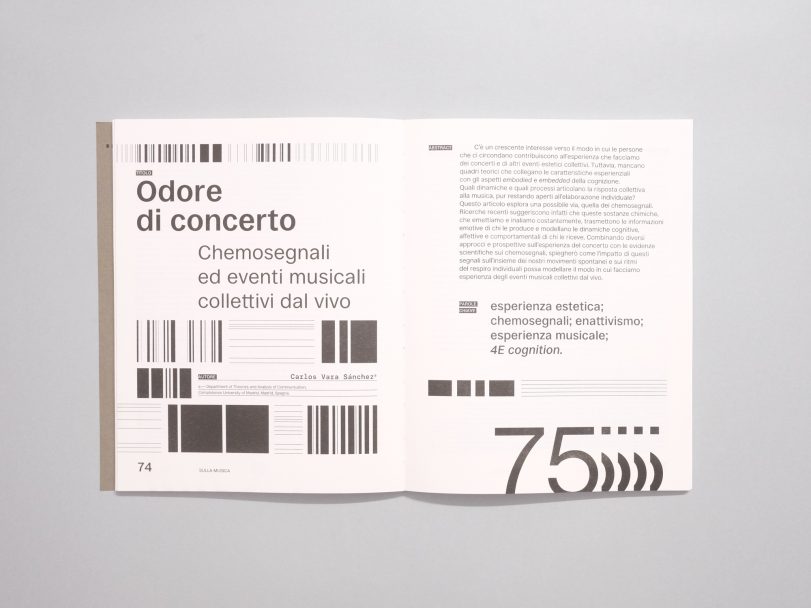 TITOLO
Odore
di concerto
Chemosegnali
ed eventi musicali
collettivi dal vivo
AUTORE
Carlos Vara Sánchez
a — Department of Theories and Analysis of Communication,
Complutense University of Madrid, Madrid, Spagna.
74
SULLA MUSICA
ABSTRACT
C'è un crescente interesse verso il modo in cui le persone
che ci circondano contribuiscono all'esperienza che facciamo
dei concerti e di altri eventi estetici collettivi. Tuttavia, mancano
quadri teorici che collegano le caratteristiche esperienziali
con gli aspetti embodied e embedded della cognizione.
Quali dinamiche e quali processi articolano la risposta collettiva
alla musica, pur restando aperti all'elaborazione individuale?
Questo articolo esplora una possibile via, quella dei chemosegnali.
Ricerche recenti suggeriscono infatti che queste sostanze chimiche,
che emettiamo e inaliamo costantemente, trasmettono le informazioni
emotive di chi le produce e modellano le dinamiche cognitive,
affettive e comportamentali di chi le riceve. Combinando diversi
approcci e prospettive sull'esperienza del concerto con le evidenze
scientifiche sui chemosegnali, spiegherò come l'impatto di questi
segnali sull'insieme dei nostri movimenti spontanei e sui ritmi
del respiro individuali possa modellare il modo in cui facciamo
esperienza degli eventi musicali collettivi dal vivo.
PAROLE
CHIAVE
esperienza estetica;
chemosegnali; enattivismo;
esperienza musicale;
4E cognition.
75